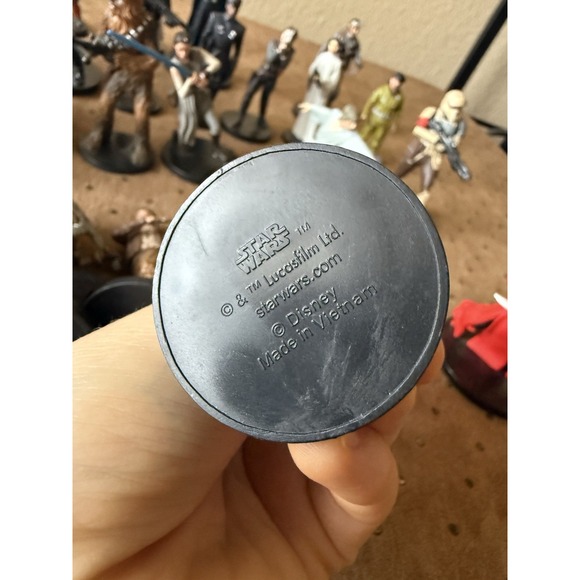 STAR
WARS ™
© & ™ Lucasfilm Ltd.
starwars.com
© Disney
Made in Vietnam